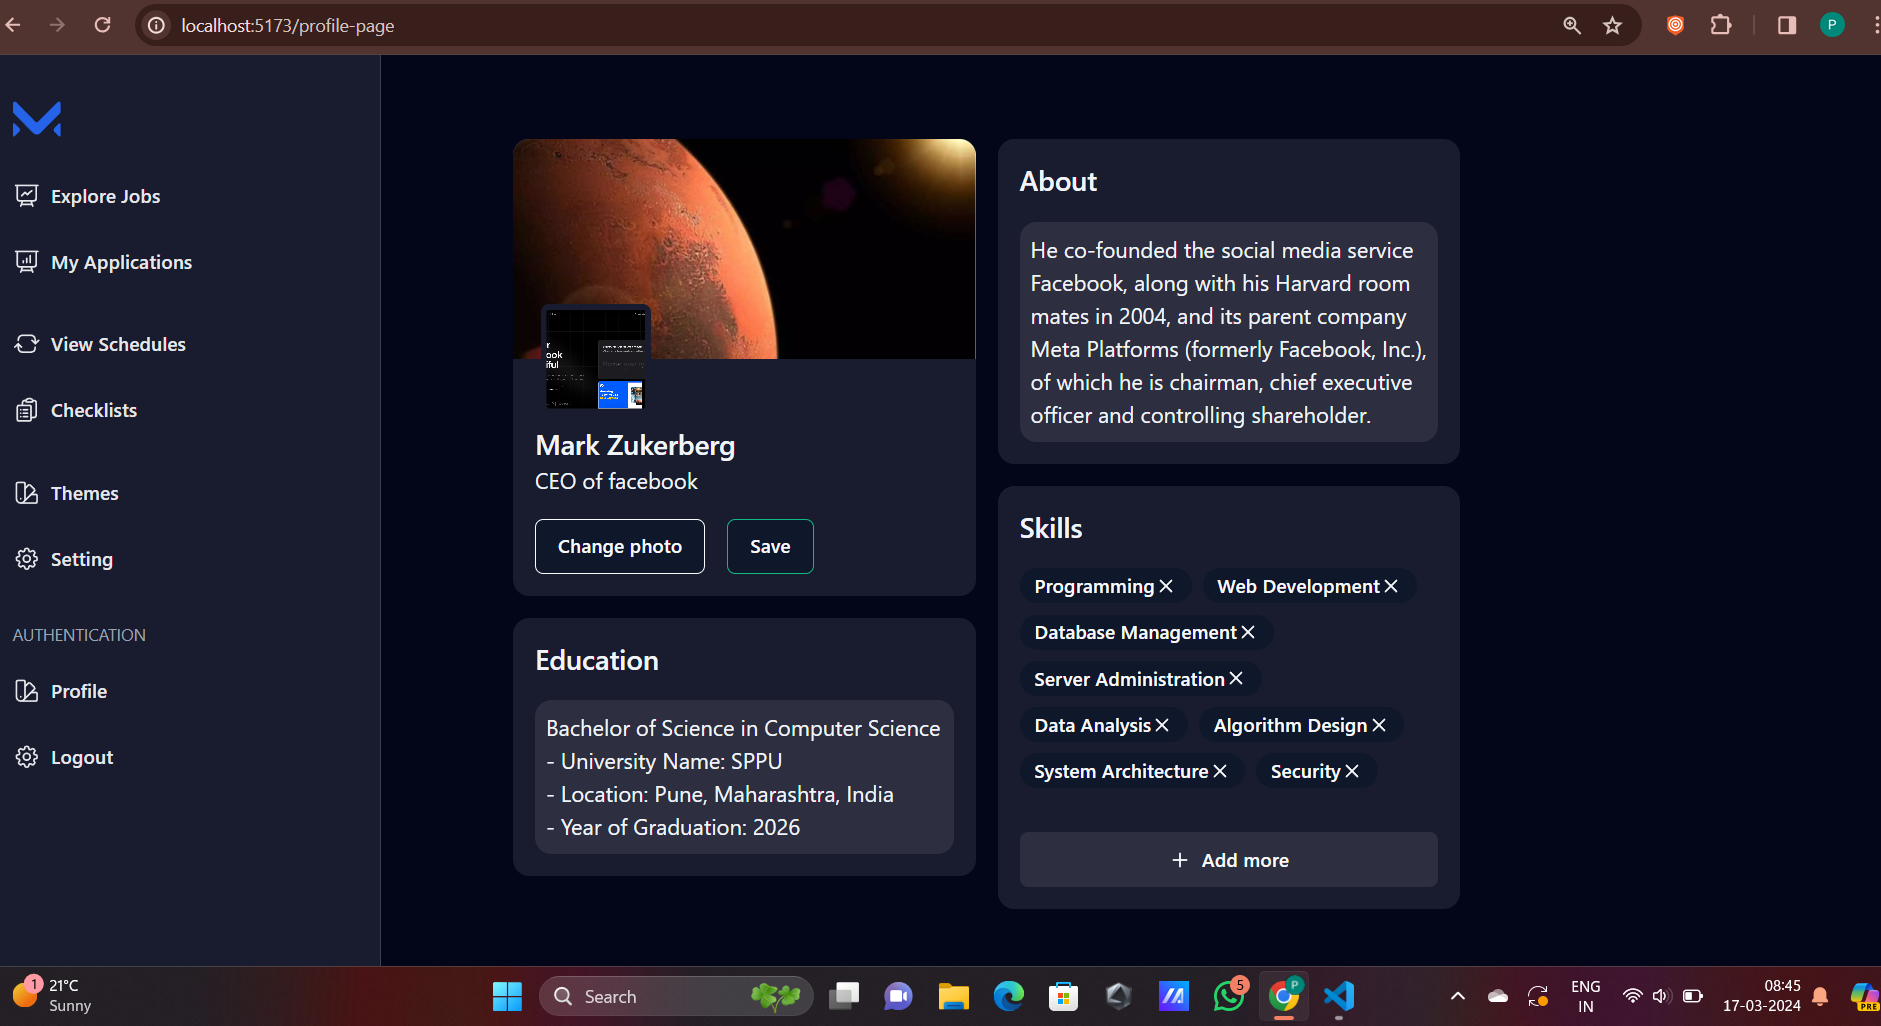 localhost:5173/profile-page
P
Explore Jobs
My Applications
View Schedules
Checklists
Themes
Setting
AUTHENTICATION
Profile
Logout
r
ook
iful
Mark Zukerberg
CEO of facebook
Change photo
Save
Education
Bachelor of Science in Computer Science
- University Name: SPPU
- Location: Pune, Maharashtra, India
- Year of Graduation: 2026
About
He co-founded the social media service
Facebook, along with his Harvard room
mates in 2004, and its parent company
Meta Platforms (formerly Facebook, Inc.),
of which he is chairman, chief executive
officer and controlling shareholder.
Skills
Programming
Web Development
Database Management
Server Administration
Data Analysis
Algorithm Design
System Architecture
Security
+ Add more
1
21°C
Sunny
Search
5
P
ENG
IN
08:45
17-03-2024
PRE